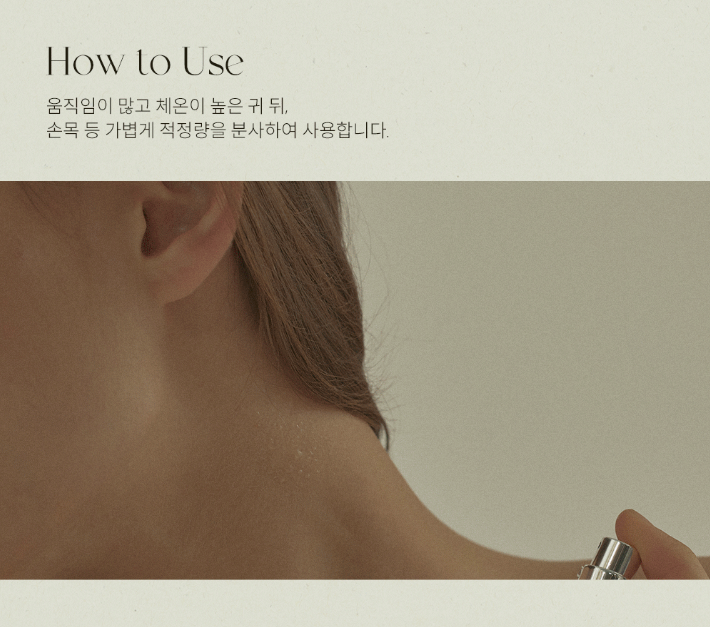 How to Use
움직임이 많고 체온이 높은 귀 뒤,
손목 등 가볍게 적정량을 분사하여 사용합니다.